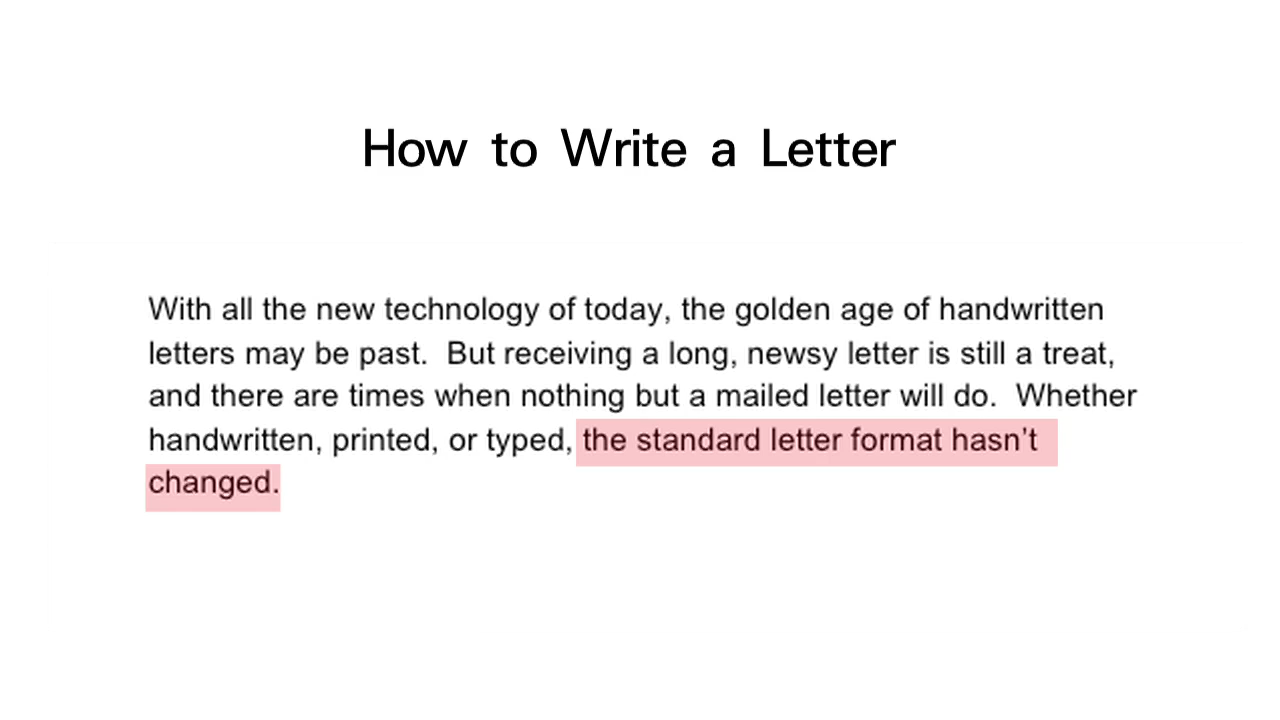 How to Write a Letter
With all the new technology of today, the golden age of handwritten
letters may be past.  But receiving a long, newsy letter is still a treat,
and there are times when nothing but a mailed letter will do.  Whether
handwritten, printed, or typed, the standard letter format hasn’t
changed.